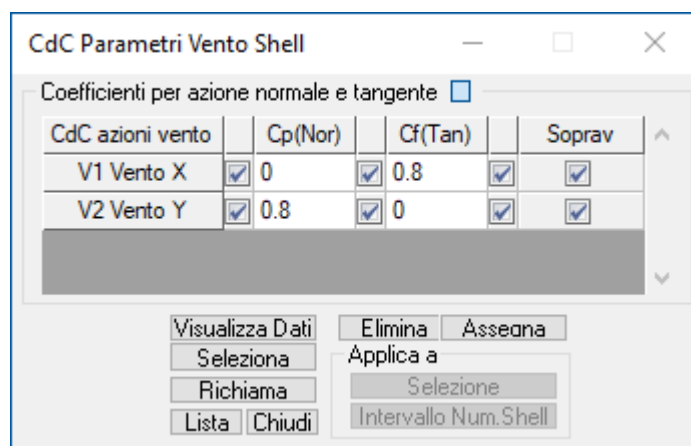 CdC Parametri Vento Shell
Coefficienti per azione normale e tangente
CdC azioni vento Cp(Nor) Cf(Tan) Soprav
V1 Vento X 0 0.8
V2 Vento Y 0.8 0
Visualizza Dati Elimina Assegna
Seleziona Applica a
Richiama Selezione
Lista Chiudi Intervallo Num.Shell